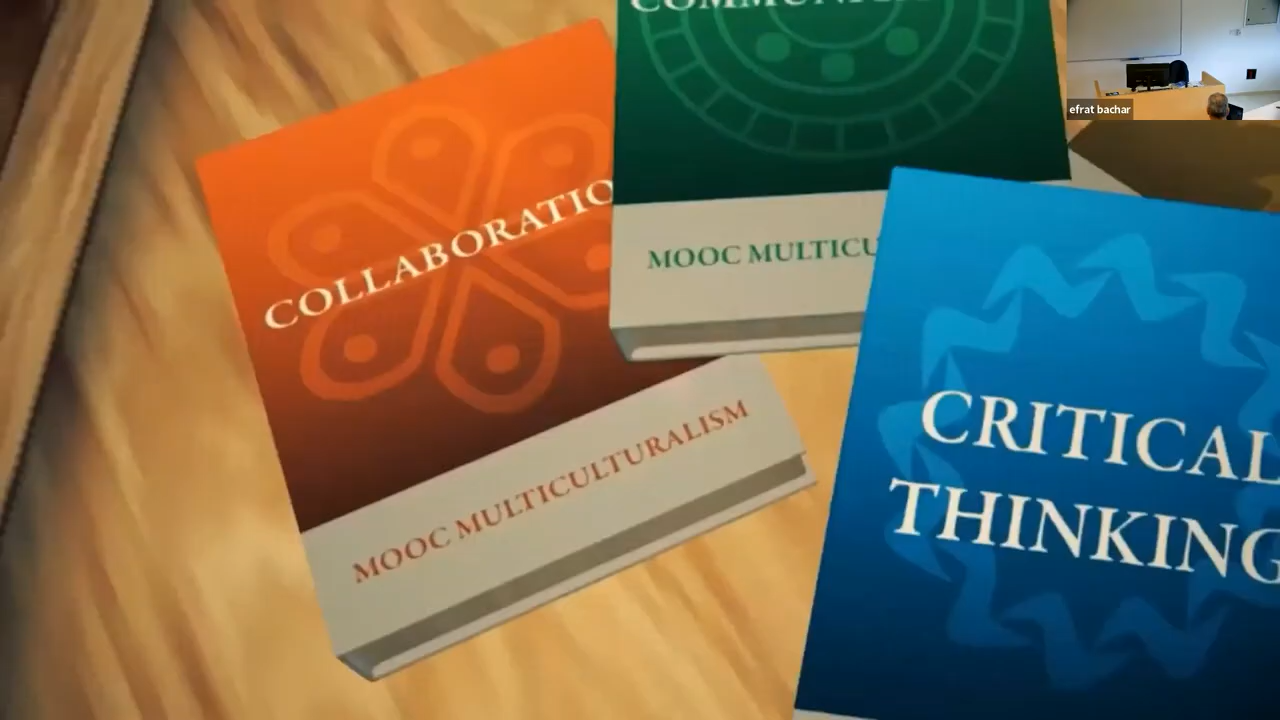 efrat bachar
COLLABORATIO
MOOC MULTICU
MOOC MULTICULTURALISM
CRITICAL
THINKING